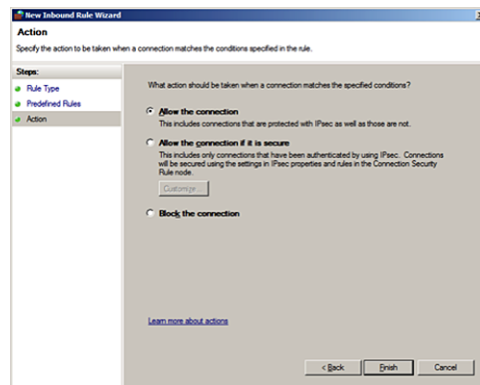 New Inbound Rule Wizard
Action
Specify the action to be taken when a connection matches the conditions specified in the rule.
Steps:
Rule Type
Predefined Rules
Action
What action should be taken when a connection matches the specified conditions?
Allow the connection
This includes connections that are protected with IPsec as well as those are not.
Allow the connection if it is secure
This includes only connections that have been authenticated by using IPsec. Connections
will be secured using the settings in IPsec properties and rules in the Connection Security
Rule node.
Customize...
Block the connection
Learn more about actions
< Back
Finish
Cancel